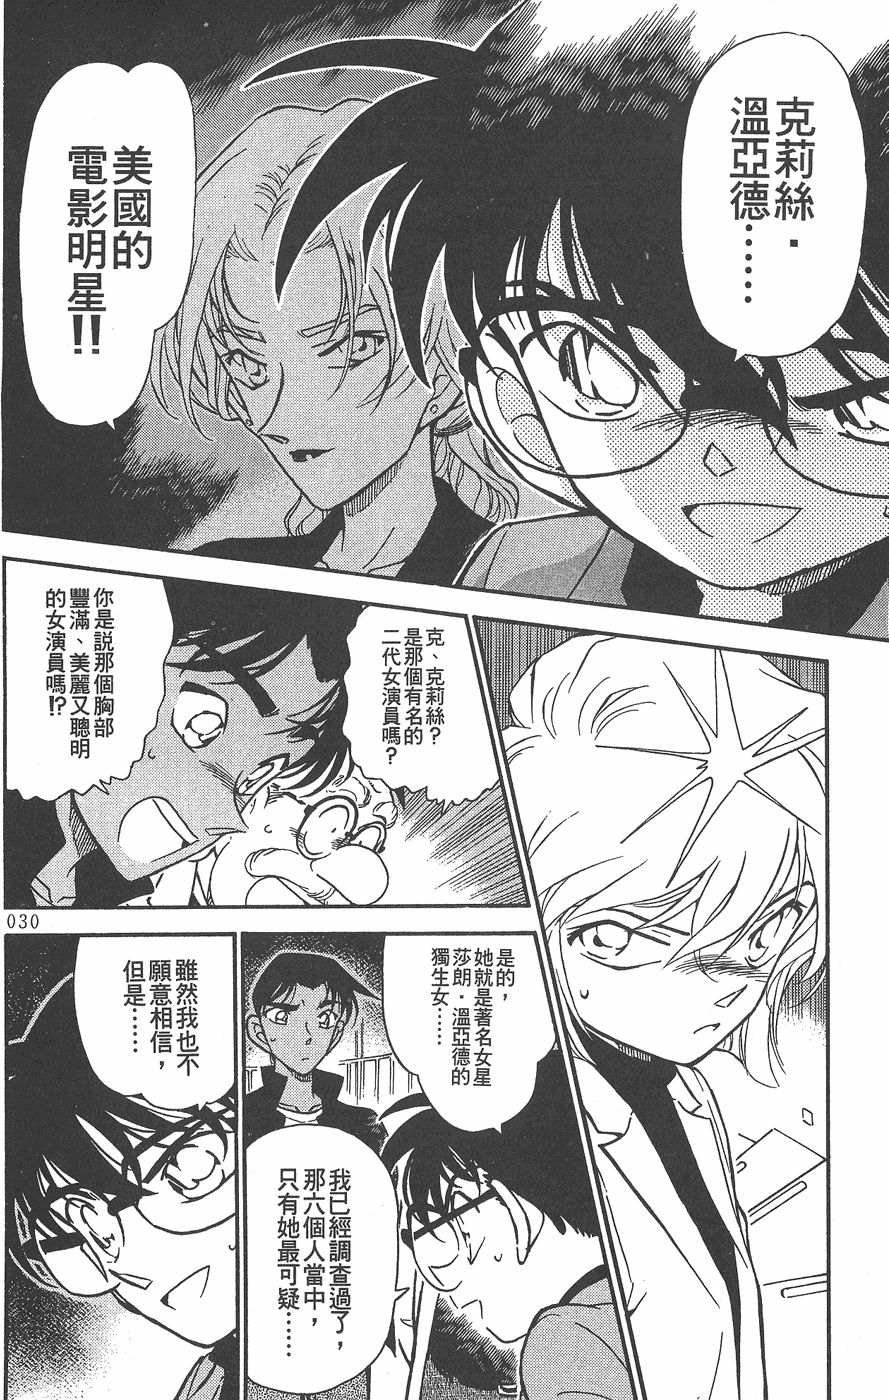 克莉絲．
溫亞德……
美國的
電影明星!!
克、克莉絲？
是那個有名的
二代女演員嗎？
你是説那個胸部
豐滿、美麗又聰明
的女演員嗎!?
030
是的，
她就是著名女星
莎朗．溫亞德的
獨生女……
我已經調查過了，
那六個人當中，
只有她最可疑……
雖然我也不
願意相信，
但是……